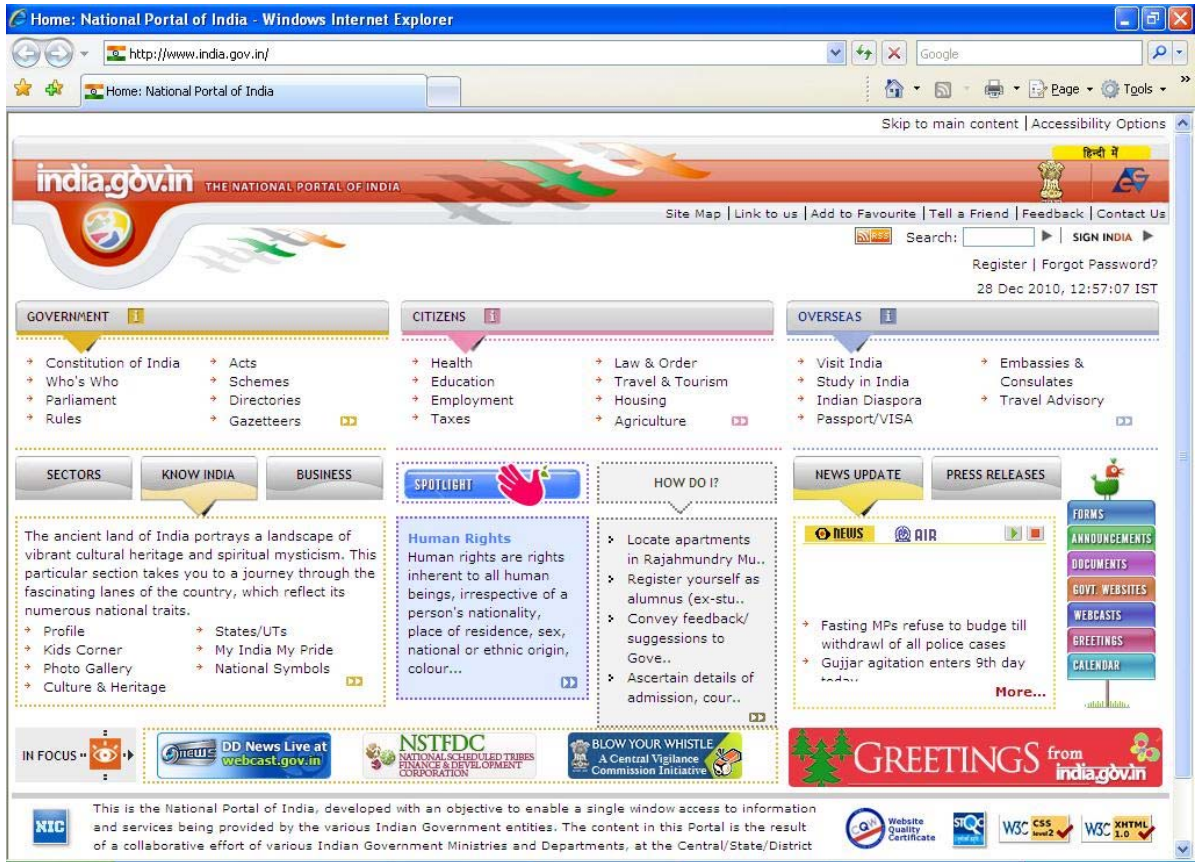 Home: National Portal of India - Windows Internet Explorer
http://www.india.gov.in/
Google
Home: National Portal of India
Page
Tools
Skip to main content | Accessibility Options
हिन्दी में
india.gov.in THE NATIONAL PORTAL OF INDIA
Site Map | Link to us | Add to Favourite | Tell a Friend | Feedback | Contact Us
RSS Search: SIGN INDIA
Register | Forgot Password?
28 Dec 2010, 12:57:07 IST
GOVERNMENT
Constitution of India
Who's Who
Parliament
Rules
Acts
Schemes
Directories
Gazetteers
CITIZENS
Health
Education
Employment
Taxes
Law & Order
Travel & Tourism
Housing
Agriculture
OVERSEAS
Visit India
Study in India
Indian Diaspora
Passport/VISA
Embassies &
Consulates
Travel Advisory
SECTORS
KNOW INDIA
BUSINESS
The ancient land of India portrays a landscape of
vibrant cultural heritage and spiritual mysticism. This
particular section takes you to a journey through the
fascinating lanes of the country, which reflect its
numerous national traits.
Profile
Kids Corner
Photo Gallery
Culture & Heritage
States/UTs
My India My Pride
National Symbols
SPOTLIGHT
Human Rights
Human rights are rights
inherent to all human
beings, irrespective of a
person's nationality,
place of residence, sex,
national or ethnic origin,
colour...
HOW DO I?
Locate apartments
in Rajahmundry Mu..
Register yourself as
alumnus (ex-stu..
Convey feedback/
suggessions to
Gove..
Ascertain details of
admission, cour..
NEWS UPDATE
PRESS RELEASES
NEWS
AIR
Fasting MPs refuse to budge till
withdrawal of all police cases
Gujjar agitation enters 9th day
today
More...
FORMS
ANNOUNCEMENTS
DOCUMENTS
GOVT. WEBSITES
WEBCASTS
GREETINGS
CALENDAR
IN FOCUS
news
DD News Live at
webcast.gov.in
NSTFDC
NATIONAL SCHEDULED TRIBES
FINANCE & DEVELOPMENT
CORPORATION
BLOW YOUR WHISTLE
A Central Vigilance
Commission Initiative
GREETINGS from
india.gov.in
NIC
This is the National Portal of India, developed with an objective to enable a single window access to information
and services being provided by the various Indian Government entities. The content in this Portal is the result
of a collaborative effort of various Indian Government Ministries and Departments, at the Central/State/District
CQW
Website
Quality
Certificate
STQC
W3C CSS level 2
W3C XHTML 1.0